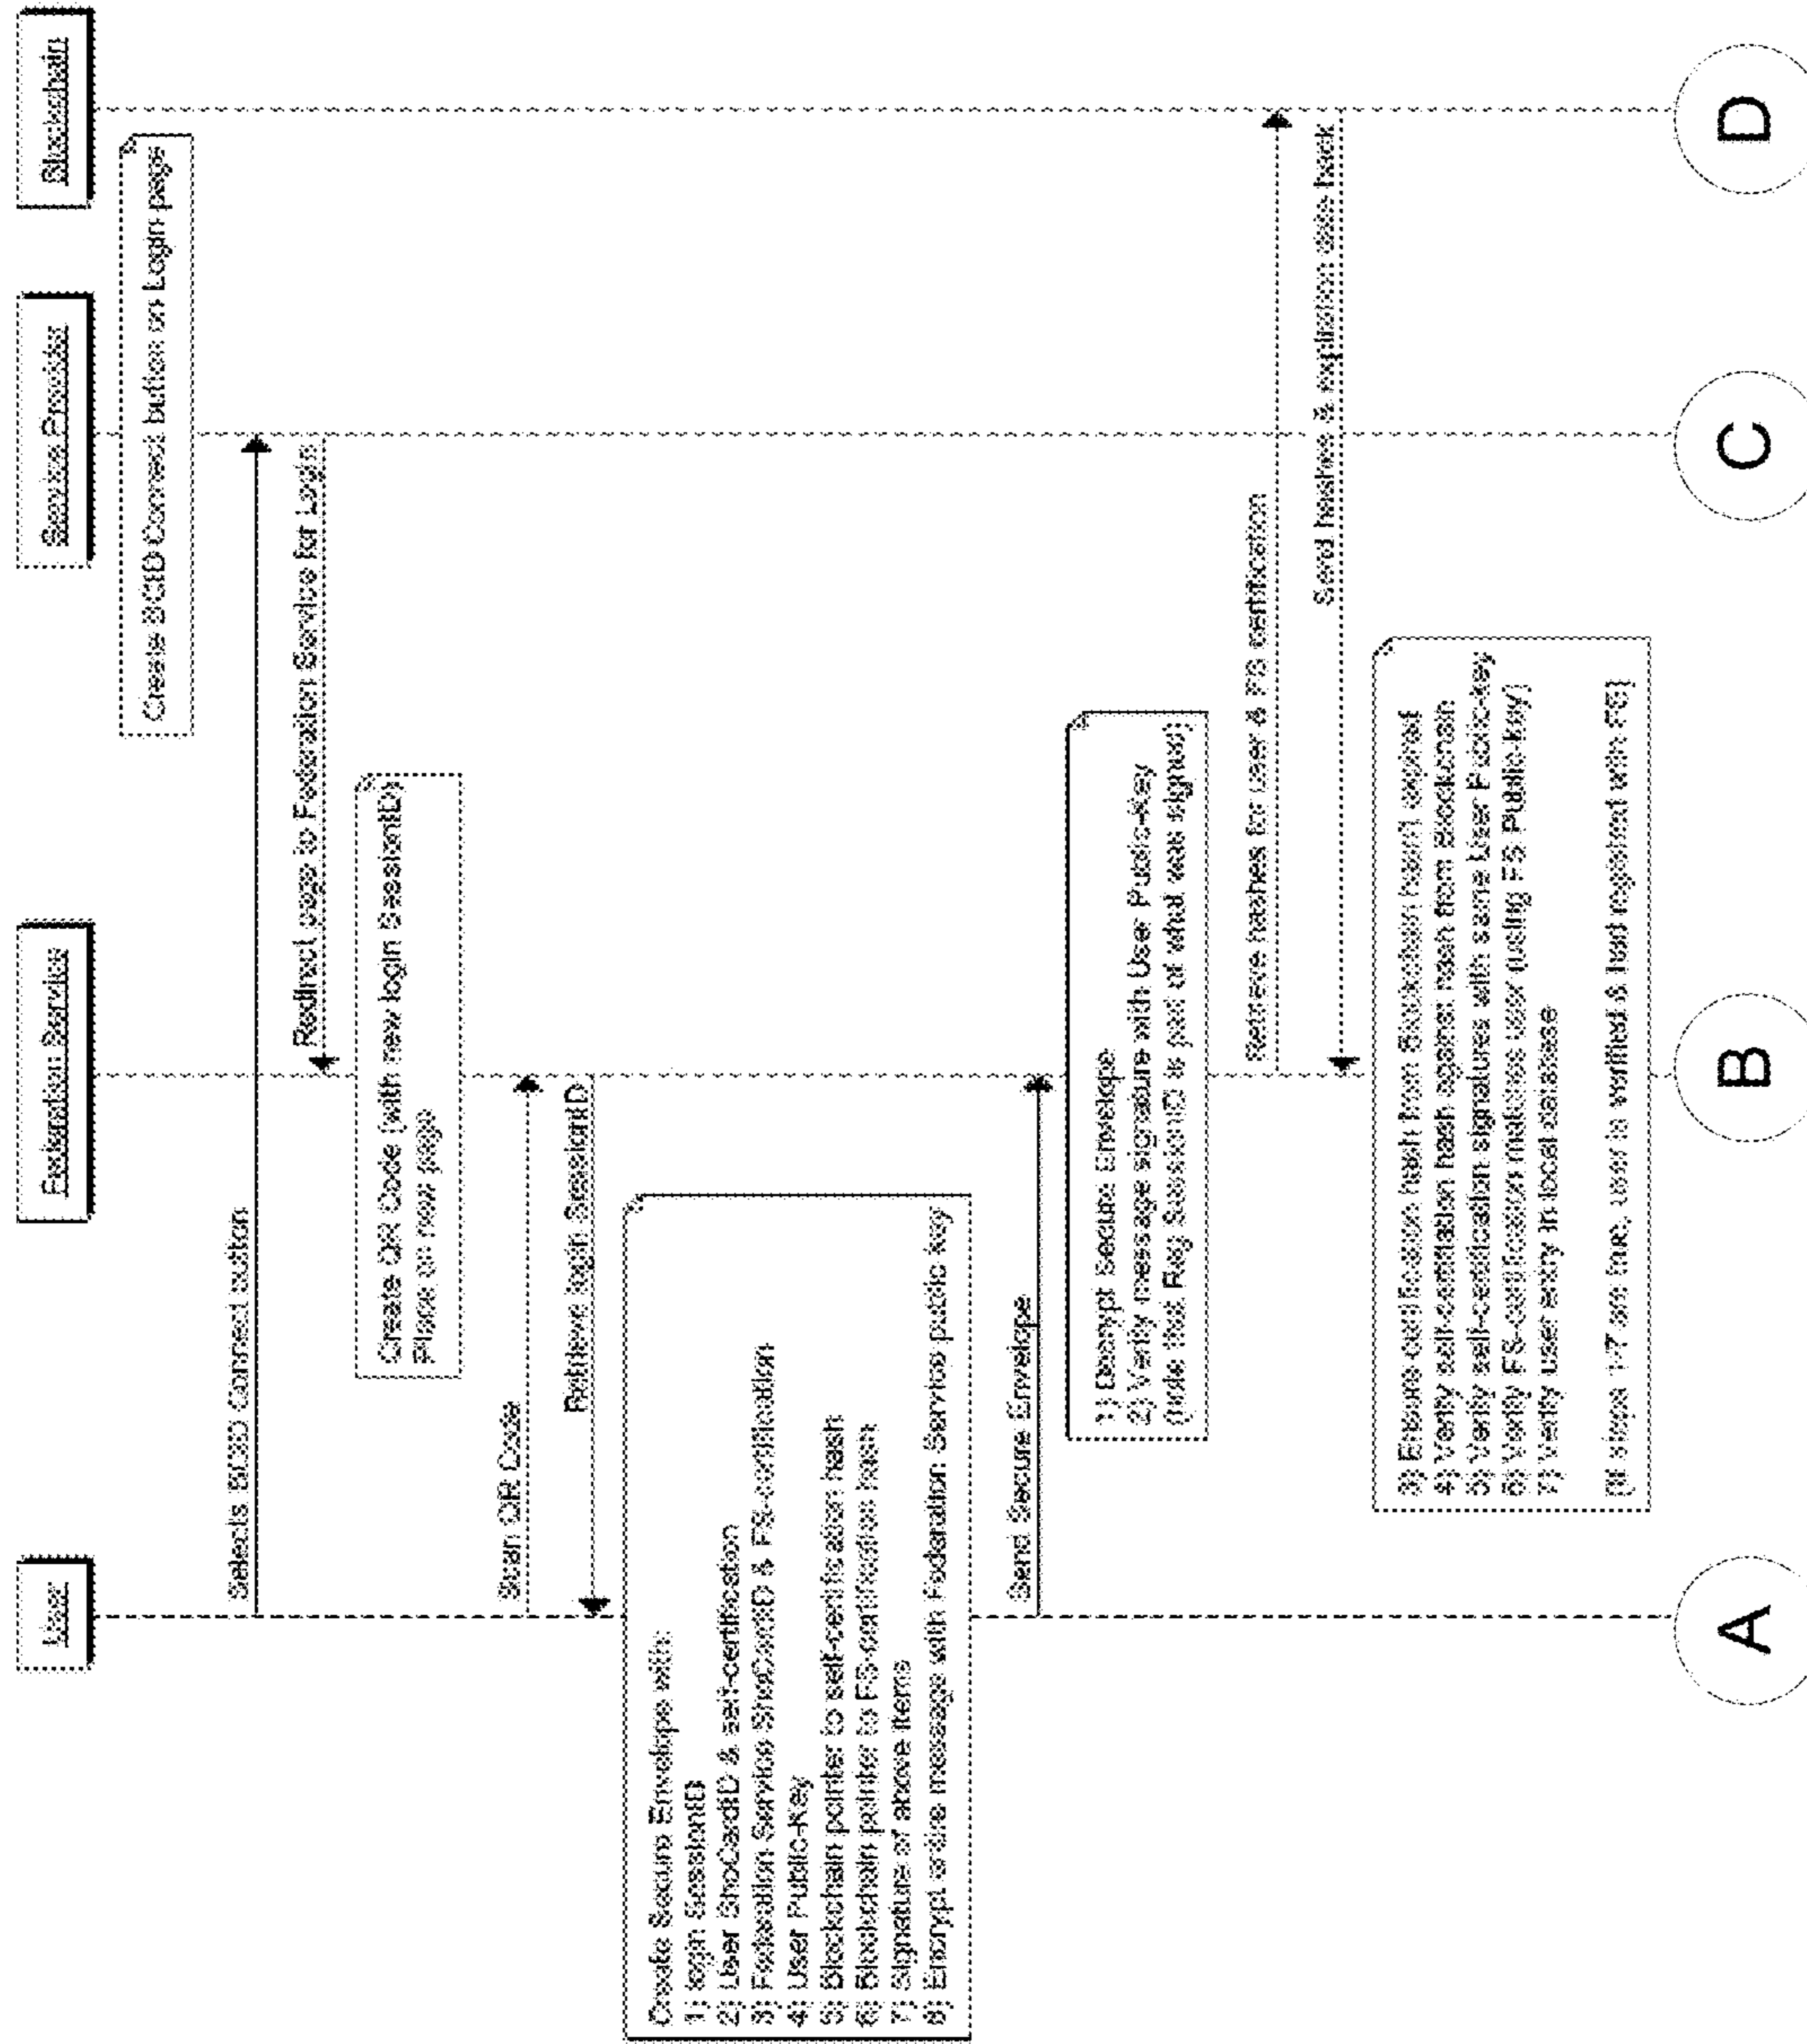 User
Federation Service
Service Provider
Blockchain
Create BCID Connect button on Login page
Selects BCID Connect button
Redirect page to Federation Service for Login
Create QR Code (with new login SessionID)
Place on new page
Scan QR Code
Retrieve login SessionID
Create Secure Envelope with:
1) login SessionID
2) User ShoCardID & self-certification
3) Federation Service ShoCardID & FS-certification
4) User Public-Key
5) Blockchain pointer to self-certification hash
6) Blockchain pointer to FS-certification hash
7) Signature of above items
8) Encrypt entire message with Federation Service public key
Send Secure Envelope
1) Decrypt Secure Envelope
2) Verify message signature with User Public-Key
(note that Reg SessionID is part of what was signed)
Retrieve hashes for user & FS certification
Send hashes & expiration date back
3) Ensure certification hash from Blockchain hasn't expired
4) Verify self-certification hash against hash from Blockchain
5) Verify self-certification signatures with same User Public-key
6) Verify FS-certification matches user (using FS Public-key)
7) Verify user entry in local database
[If steps 1-7 are true, user is verified & had registered with FS]
A
B
C
D